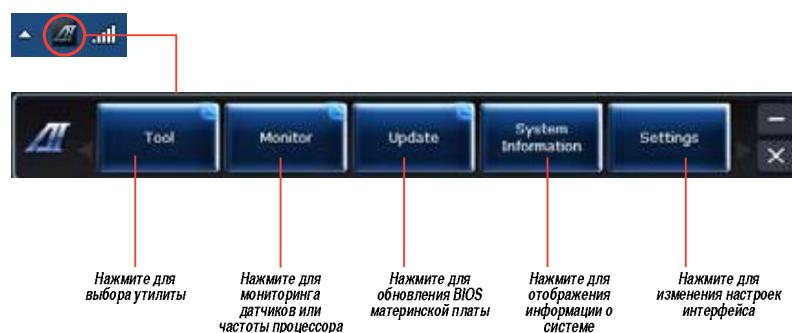 Tool
Monitor
Update
System
Information
Settings
Нажмите для
выбора утилиты
Нажмите для
мониторинга
датчиков или
частоты процессора
Нажмите для
обновления BIOS
материнской платы
Нажмите для
отображения
информации о
системе
Нажмите для
изменения настроек
интерфейса